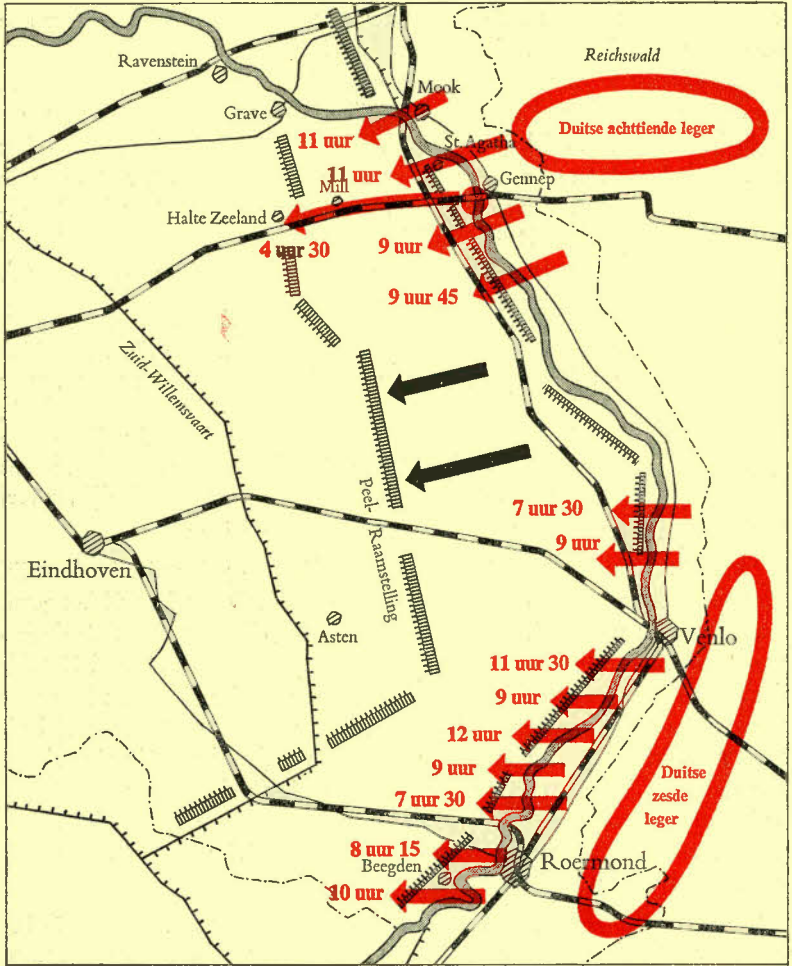 Reichswald
Ravenstein
Mook
Grave
Duitse achttiende leger
11 uur
St. Agatha
11 uur
Gennep
Mill
Halte Zeeland
4 uur 30
9 uur
9 uur 45
Zuid-Willemsvaart
Peel-
Raamstelling
7 uur 30
9 uur
Eindhoven
Asten
Venlo
11 uur 30
9 uur
12 uur
9 uur
Duitse
zesde
leger
7 uur 30
8 uur 15
Beegden
Roermond
10 uur